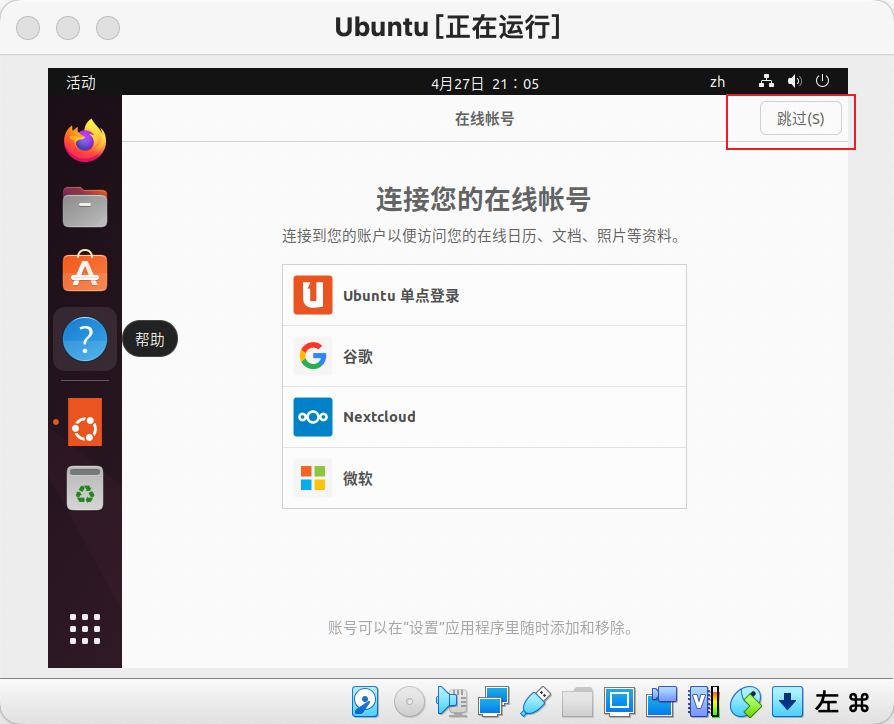 Ubuntu [正在运行]
活动
4月27日 21：05
zh
在线帐号
跳过(S)
连接您的在线帐号
连接到您的账户以便访问您的在线日历、文档、照片等资料。
Ubuntu 单点登录
谷歌
帮助
Nextcloud
微软
账号可以在“设置”应用程序里随时添加和移除。
左 ⌘